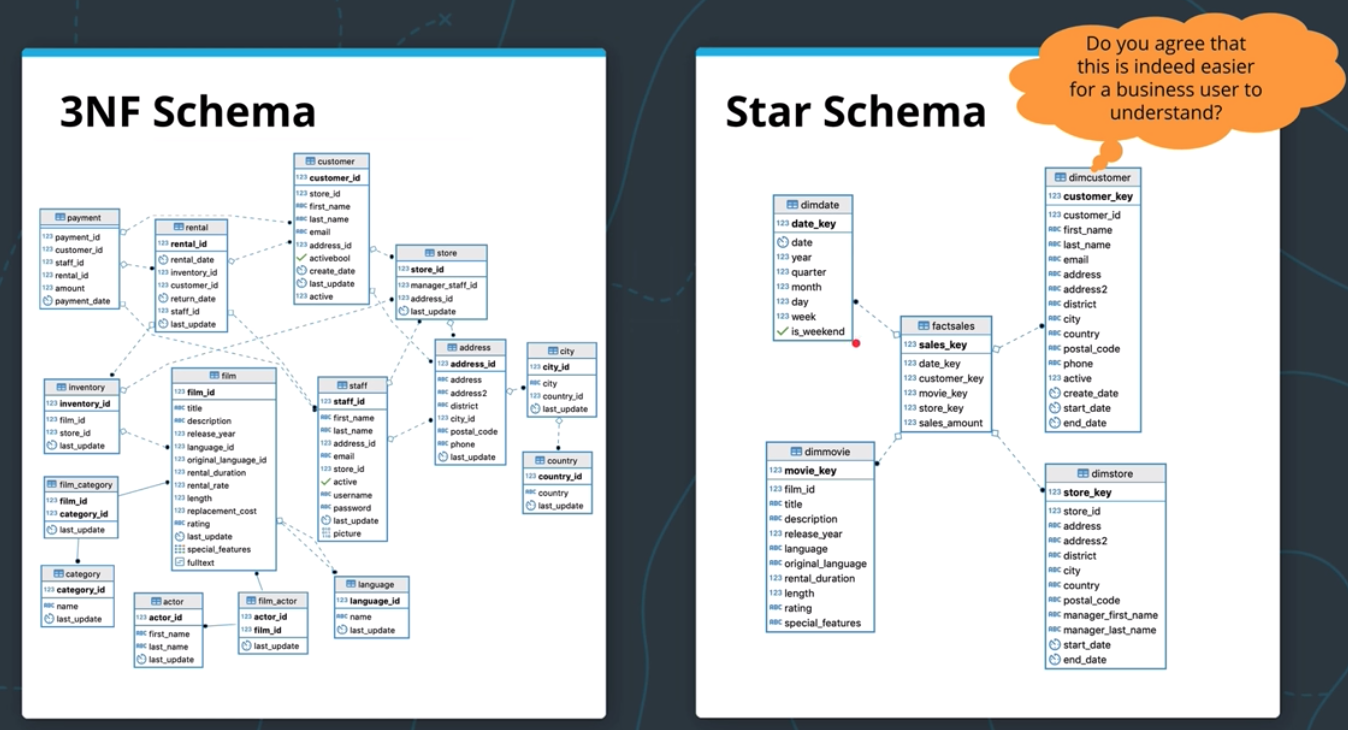 3NF Schema
customer
123 customer_id
123 store_id
ABC first_name
ABC last_name
ABC email
123 address_id
activebool
create_date
last_update
123 active
payment
123 payment_id
123 customer_id
123 staff_id
123 rental_id
123 amount
payment_date
rental
123 rental_id
rental_date
123 inventory_id
123 customer_id
return_date
123 staff_id
last_update
store
123 store_id
123 manager_staff_id
123 address_id
last_update
address
123 address_id
ABC address
ABC address2
ABC district
123 city_id
ABC postal_code
ABC phone
last_update
city
123 city_id
ABC city
123 country_id
last_update
inventory
123 inventory_id
123 film_id
123 store_id
last_update
film
123 film_id
ABC title
ABC description
123 release_year
123 language_id
123 original_language_id
123 rental_duration
123 rental_rate
123 length
123 replacement_cost
ABC rating
last_update
special_features
fulltext
staff
123 staff_id
ABC first_name
ABC last_name
123 address_id
ABC email
123 store_id
active
ABC username
ABC password
last_update
picture
country
123 country_id
ABC country
last_update
film_category
123 film_id
123 category_id
last_update
category
123 category_id
ABC name
last_update
actor
123 actor_id
ABC first_name
ABC last_name
last_update
film_actor
123 actor_id
123 film_id
last_update
language
123 language_id
ABC name
last_update
Star Schema
Do you agree that
this is indeed easier
for a business user to
understand?
dimdate
123 date_key
date
123 year
123 quarter
123 month
123 day
123 week
is_weekend
dimcustomer
123 customer_key
123 customer_id
ABC first_name
ABC last_name
ABC email
ABC address
ABC address2
ABC district
ABC city
ABC country
ABC postal_code
ABC phone
123 active
create_date
start_date
end_date
factsales
123 sales_key
123 date_key
123 customer_key
123 movie_key
123 store_key
123 sales_amount
dimmovie
123 movie_key
123 film_id
ABC title
ABC description
123 release_year
ABC language
ABC original_language
123 rental_duration
123 length
ABC rating
ABC special_features
dimstore
123 store_key
123 store_id
ABC address
ABC address2
ABC district
ABC city
ABC country
ABC postal_code
ABC manager_first_name
ABC manager_last_name
start_date
end_date